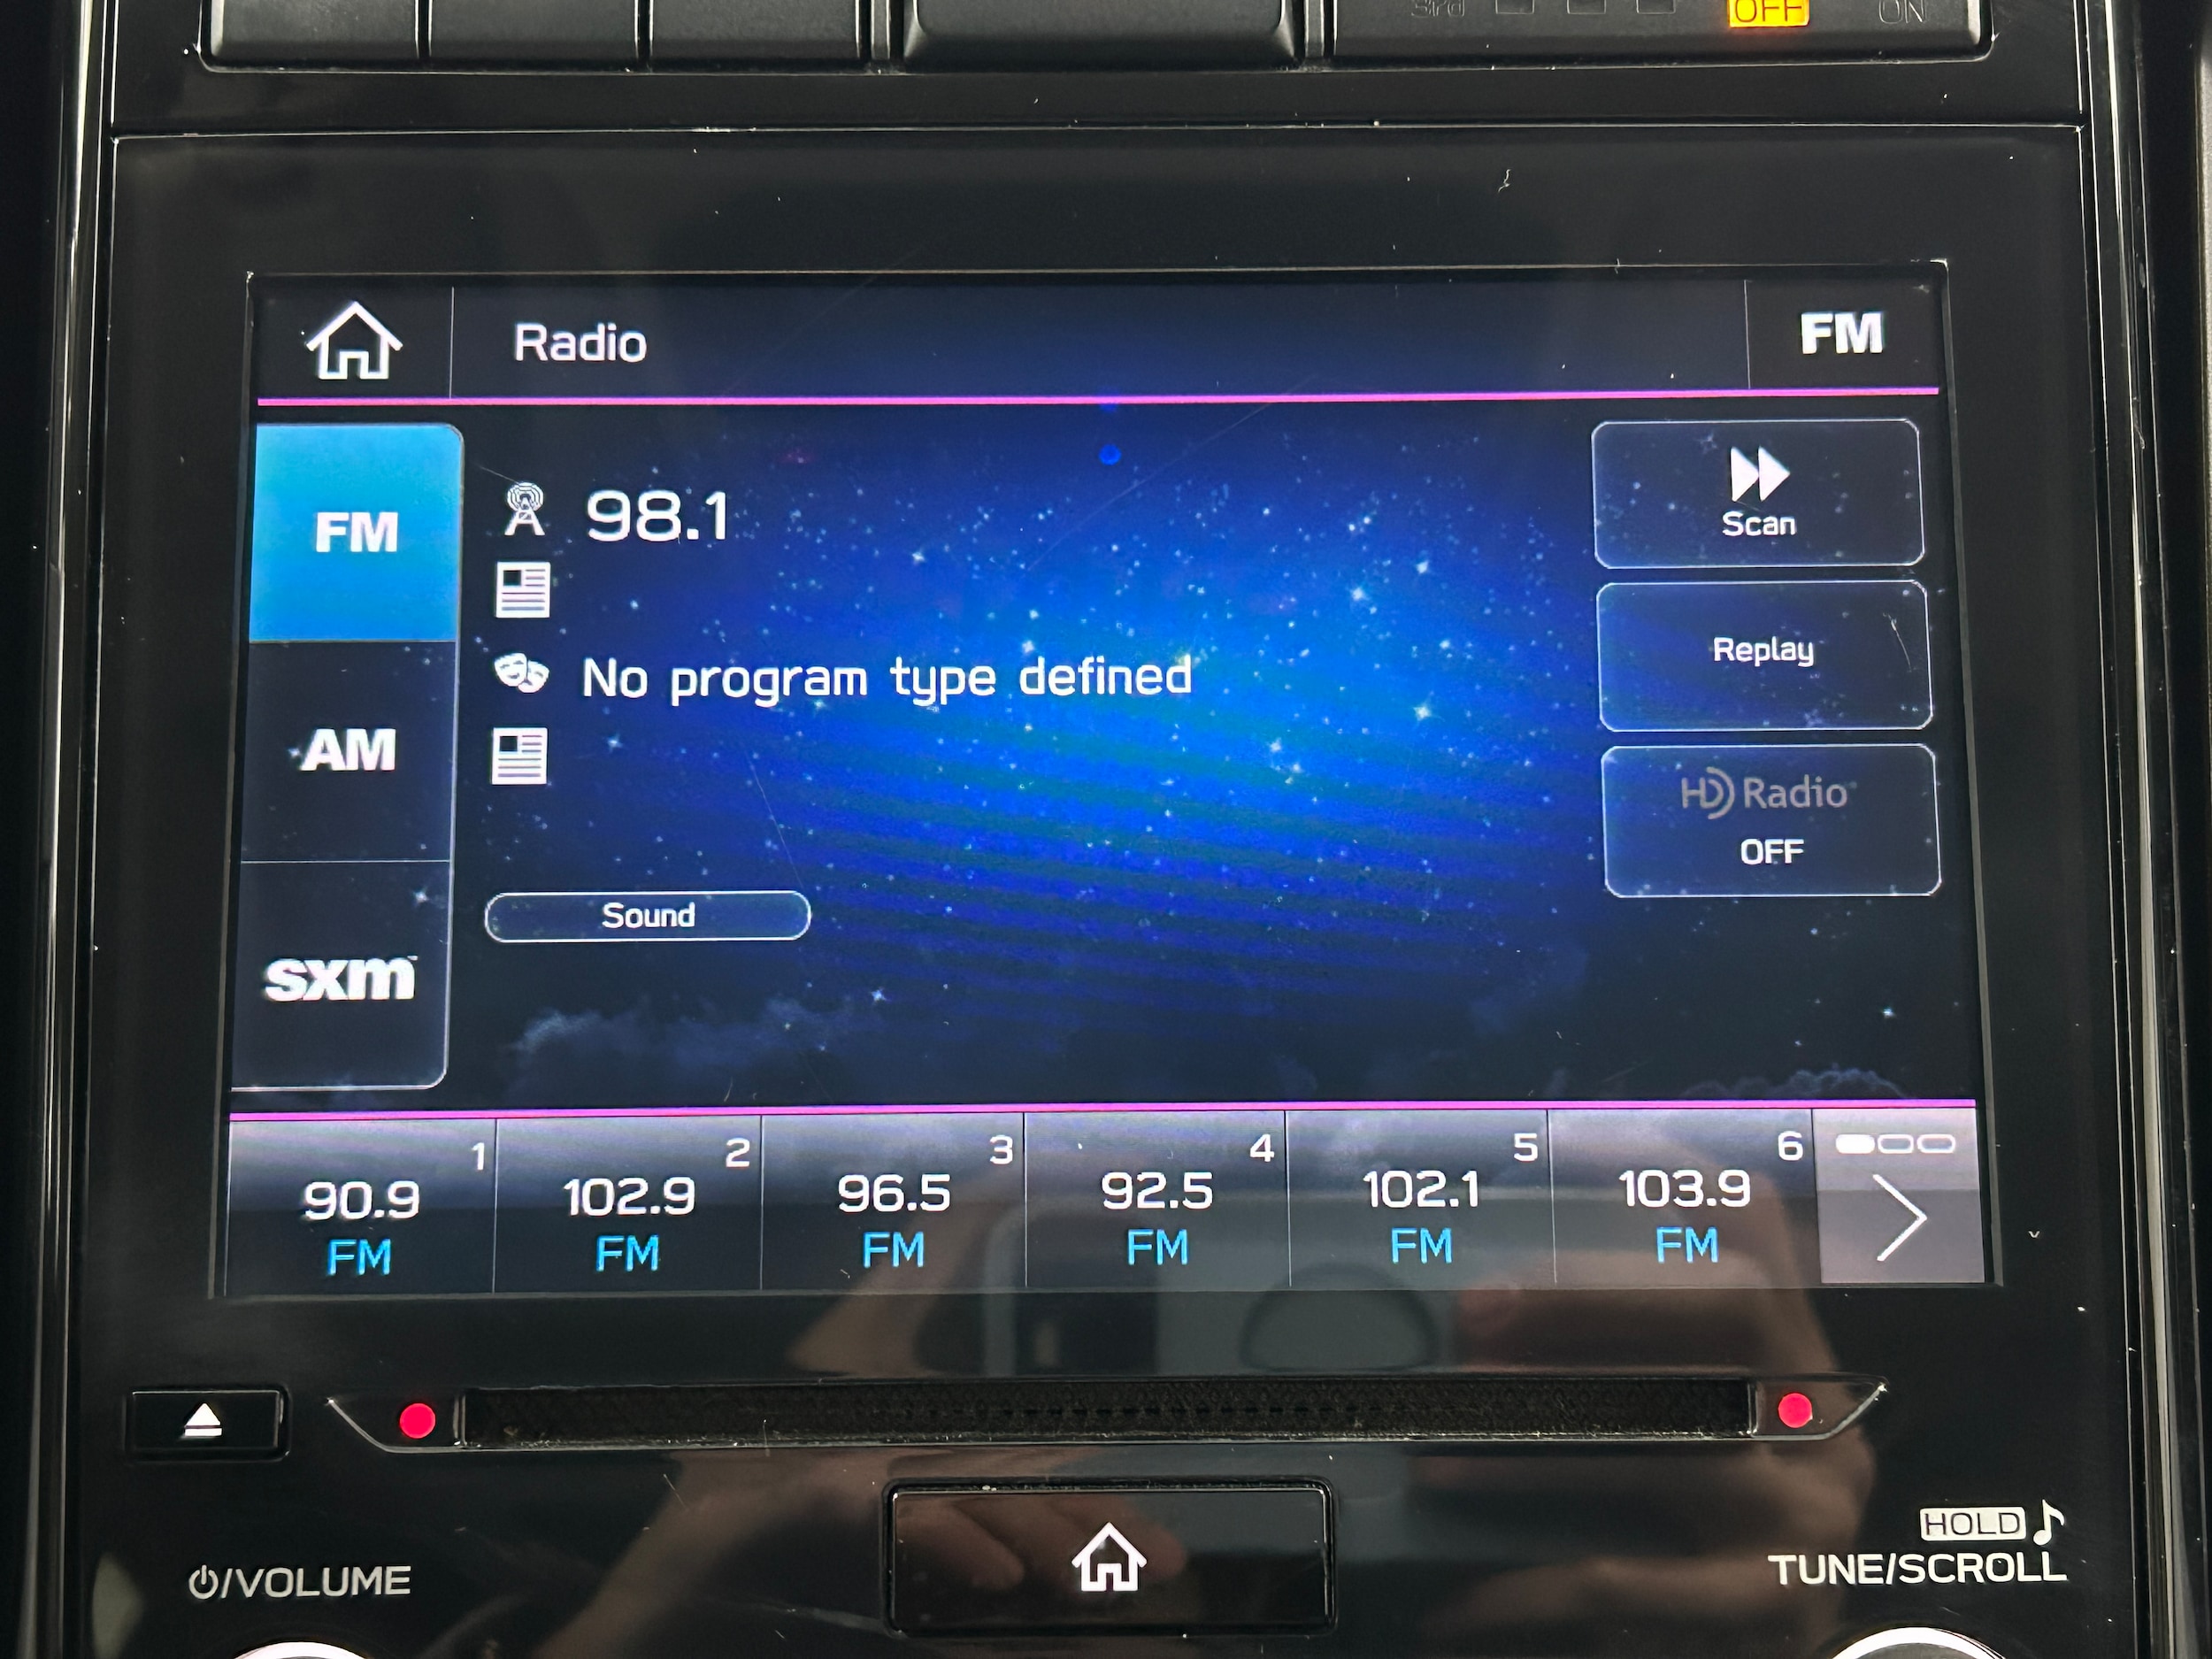 3rd OFF ON
Radio FM
FM
98.1
Scan
No program type defined
Replay
AM
HD Radio
OFF
Sound
sxm
1 2 3 4 5 6
90.9 102.9 96.5 92.5 102.1 103.9
FM FM FM FM FM FM
HOLD
/VOLUME
TUNE/SCROLL